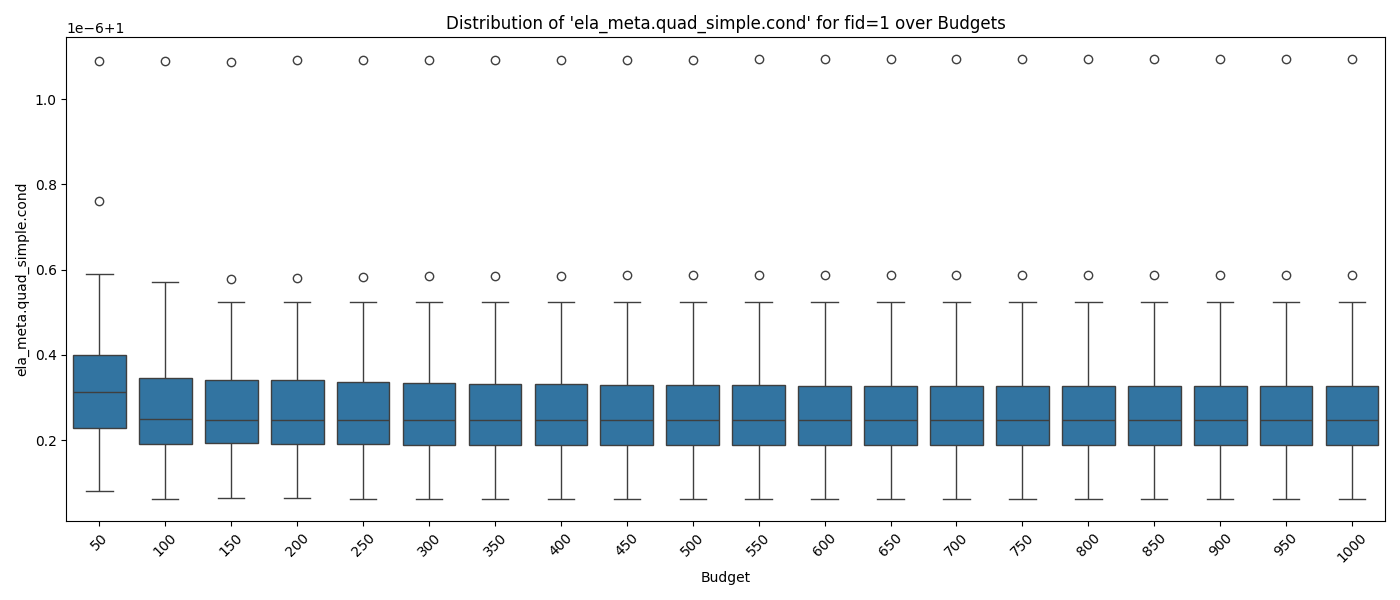 Distribution of 'ela_meta.quad_simple.cond' for fid=1 over Budgets
1e−6+1
1.0
0.8
0.6
0.4
0.2
ela_meta.quad_simple.cond
50 100 150 200 250 300 350 400 450 500 550 600 650 700 750 800 850 900 950 1000
Budget